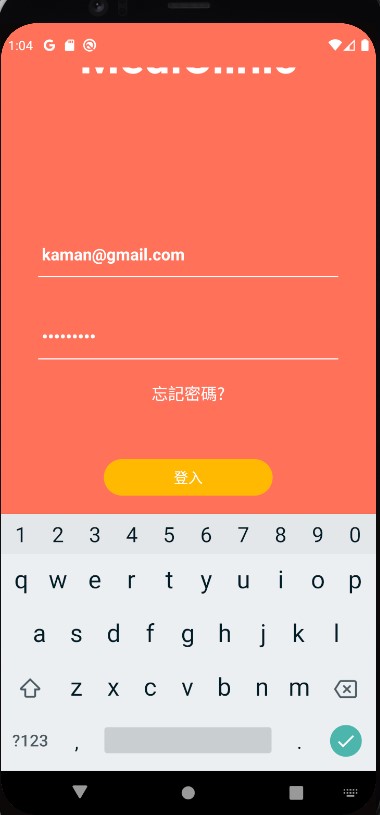 1:04
kaman@gmail.com
•••••••••
忘記密碼?
登入
1 2 3 4 5 6 7 8 9 0
q w e r t y u i o p
a s d f g h j k l
z x c v b n m
?123 , .